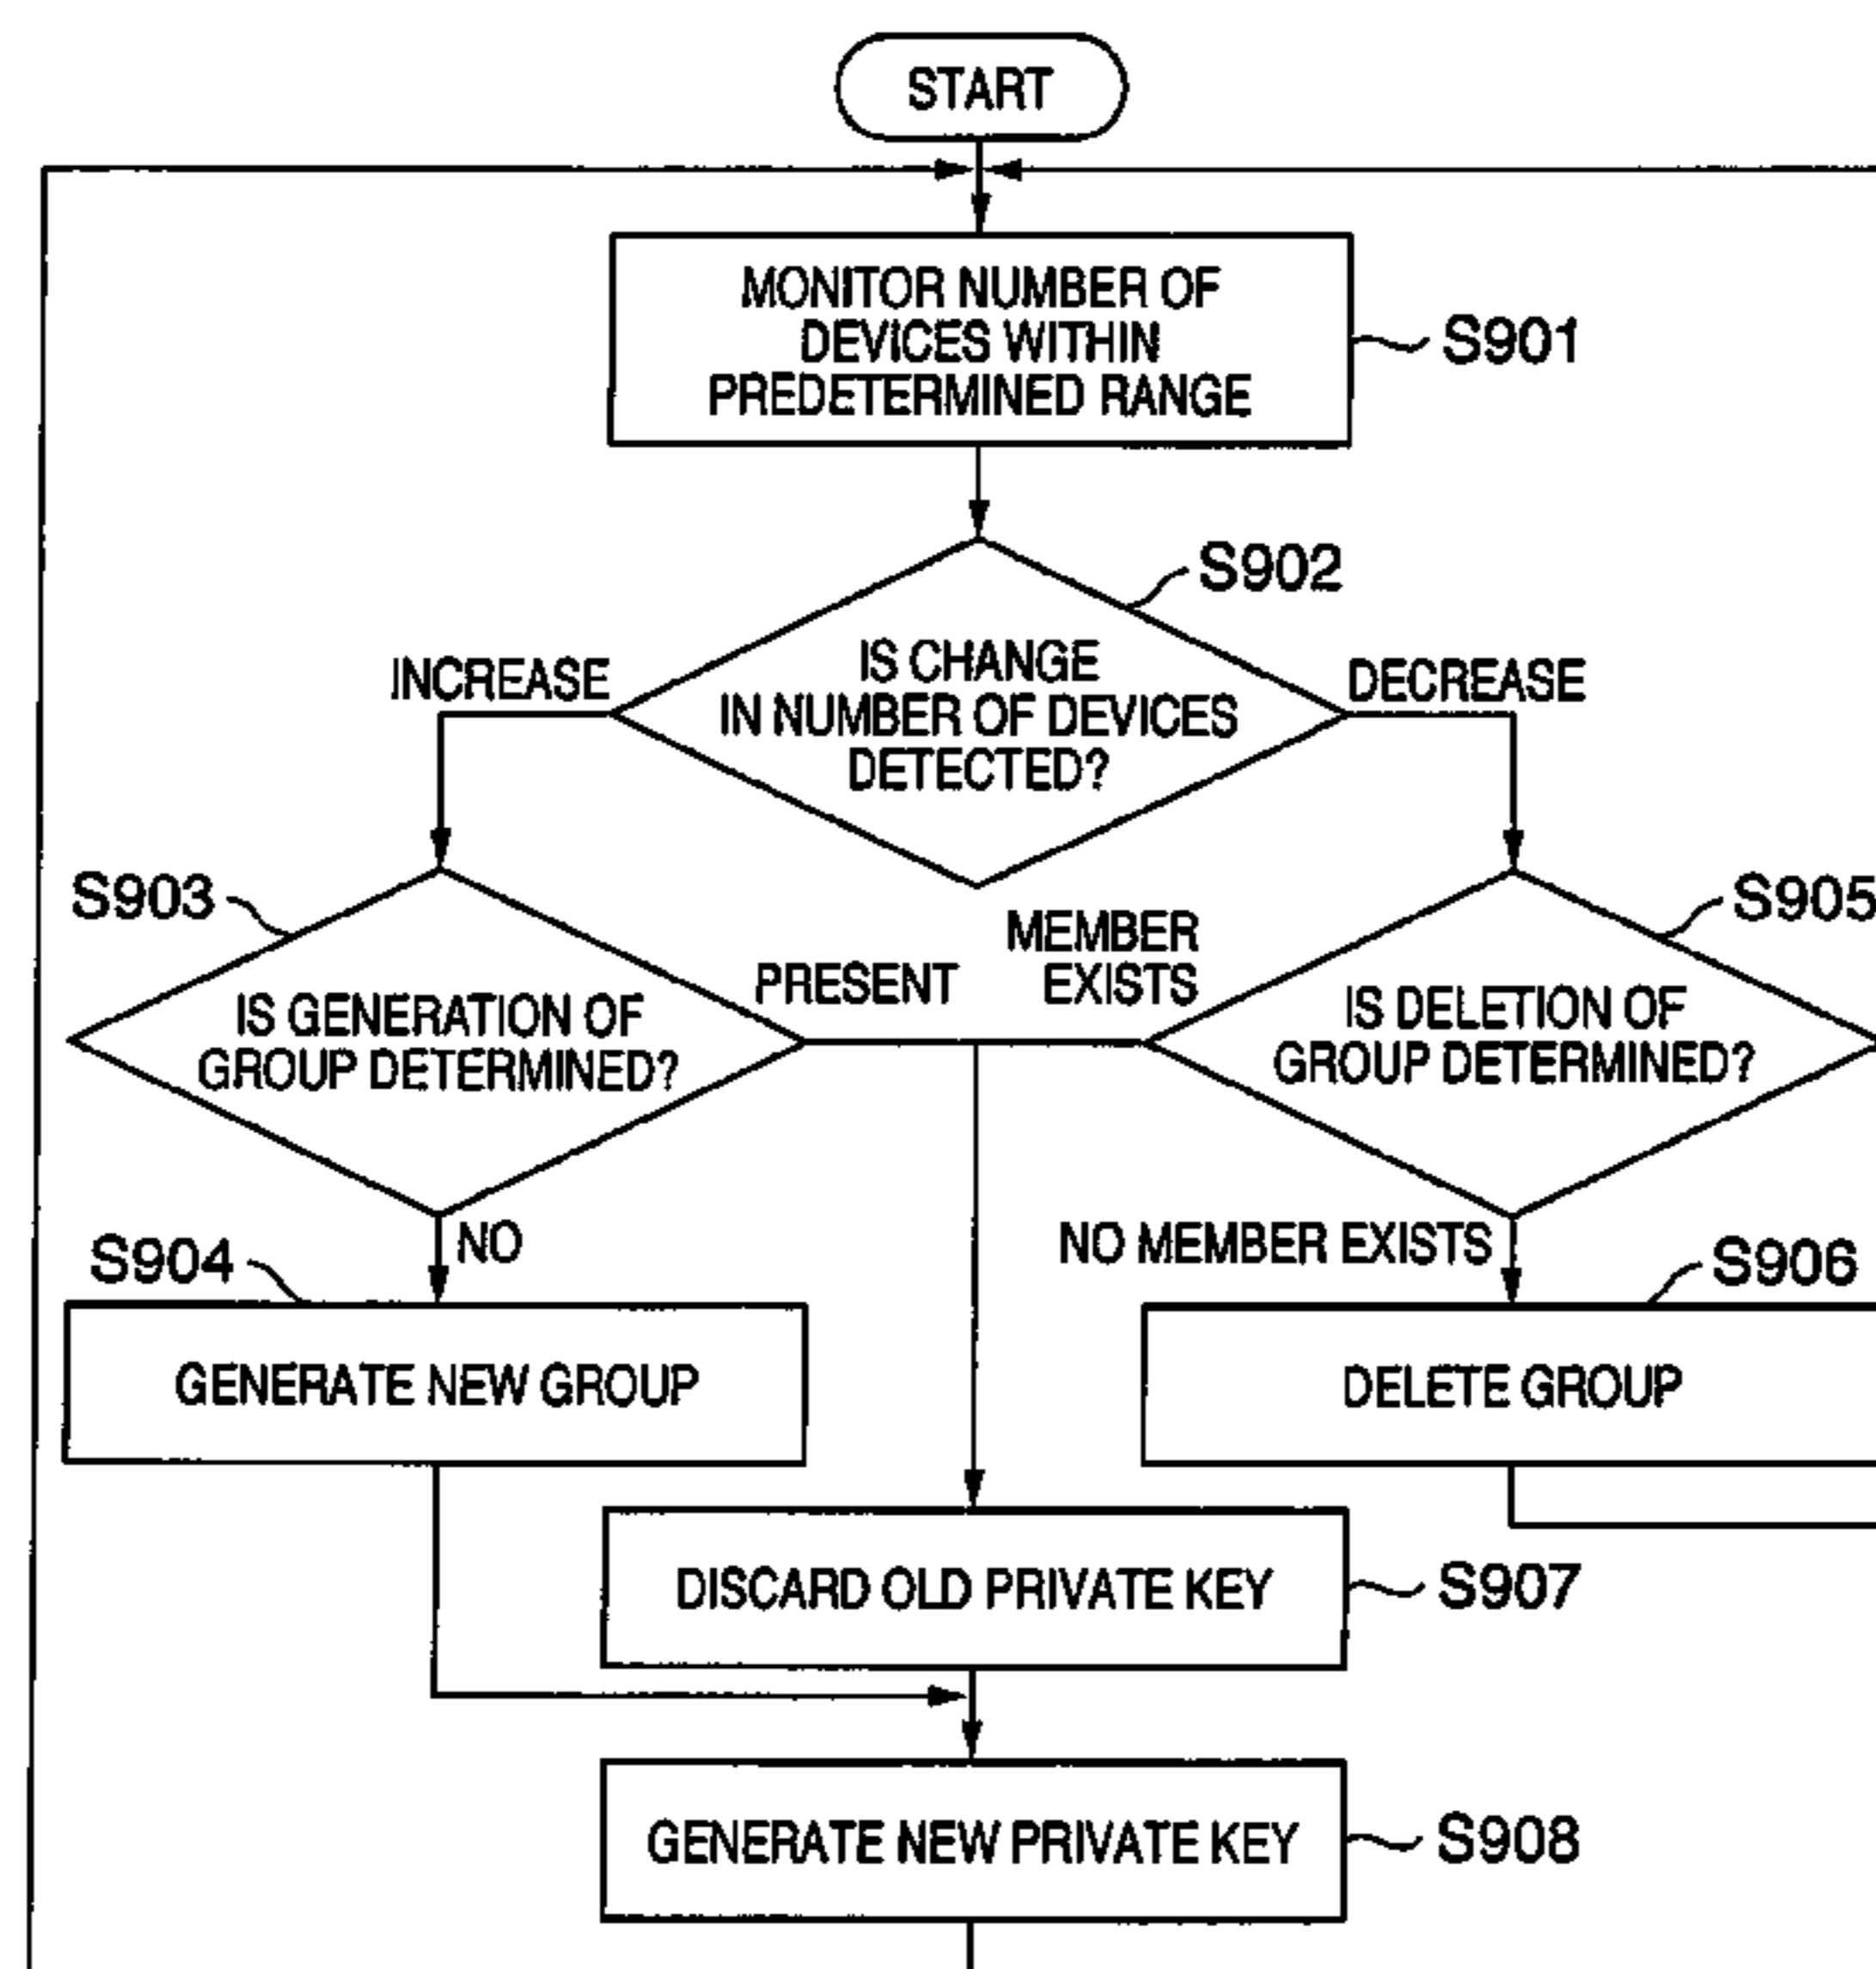 START
MONITOR NUMBER OF
DEVICES WITHIN
PREDETERMINED RANGE
S901
S902
IS CHANGE
IN NUMBER OF DEVICES
DETECTED?
INCREASE
DECREASE
S903
IS GENERATION OF
GROUP DETERMINED?
PRESENT
MEMBER
EXISTS
S905
IS DELETION OF
GROUP DETERMINED?
NO
NO MEMBER EXISTS
S904
GENERATE NEW GROUP
S906
DELETE GROUP
DISCARD OLD PRIVATE KEY
S907
GENERATE NEW PRIVATE KEY
S908